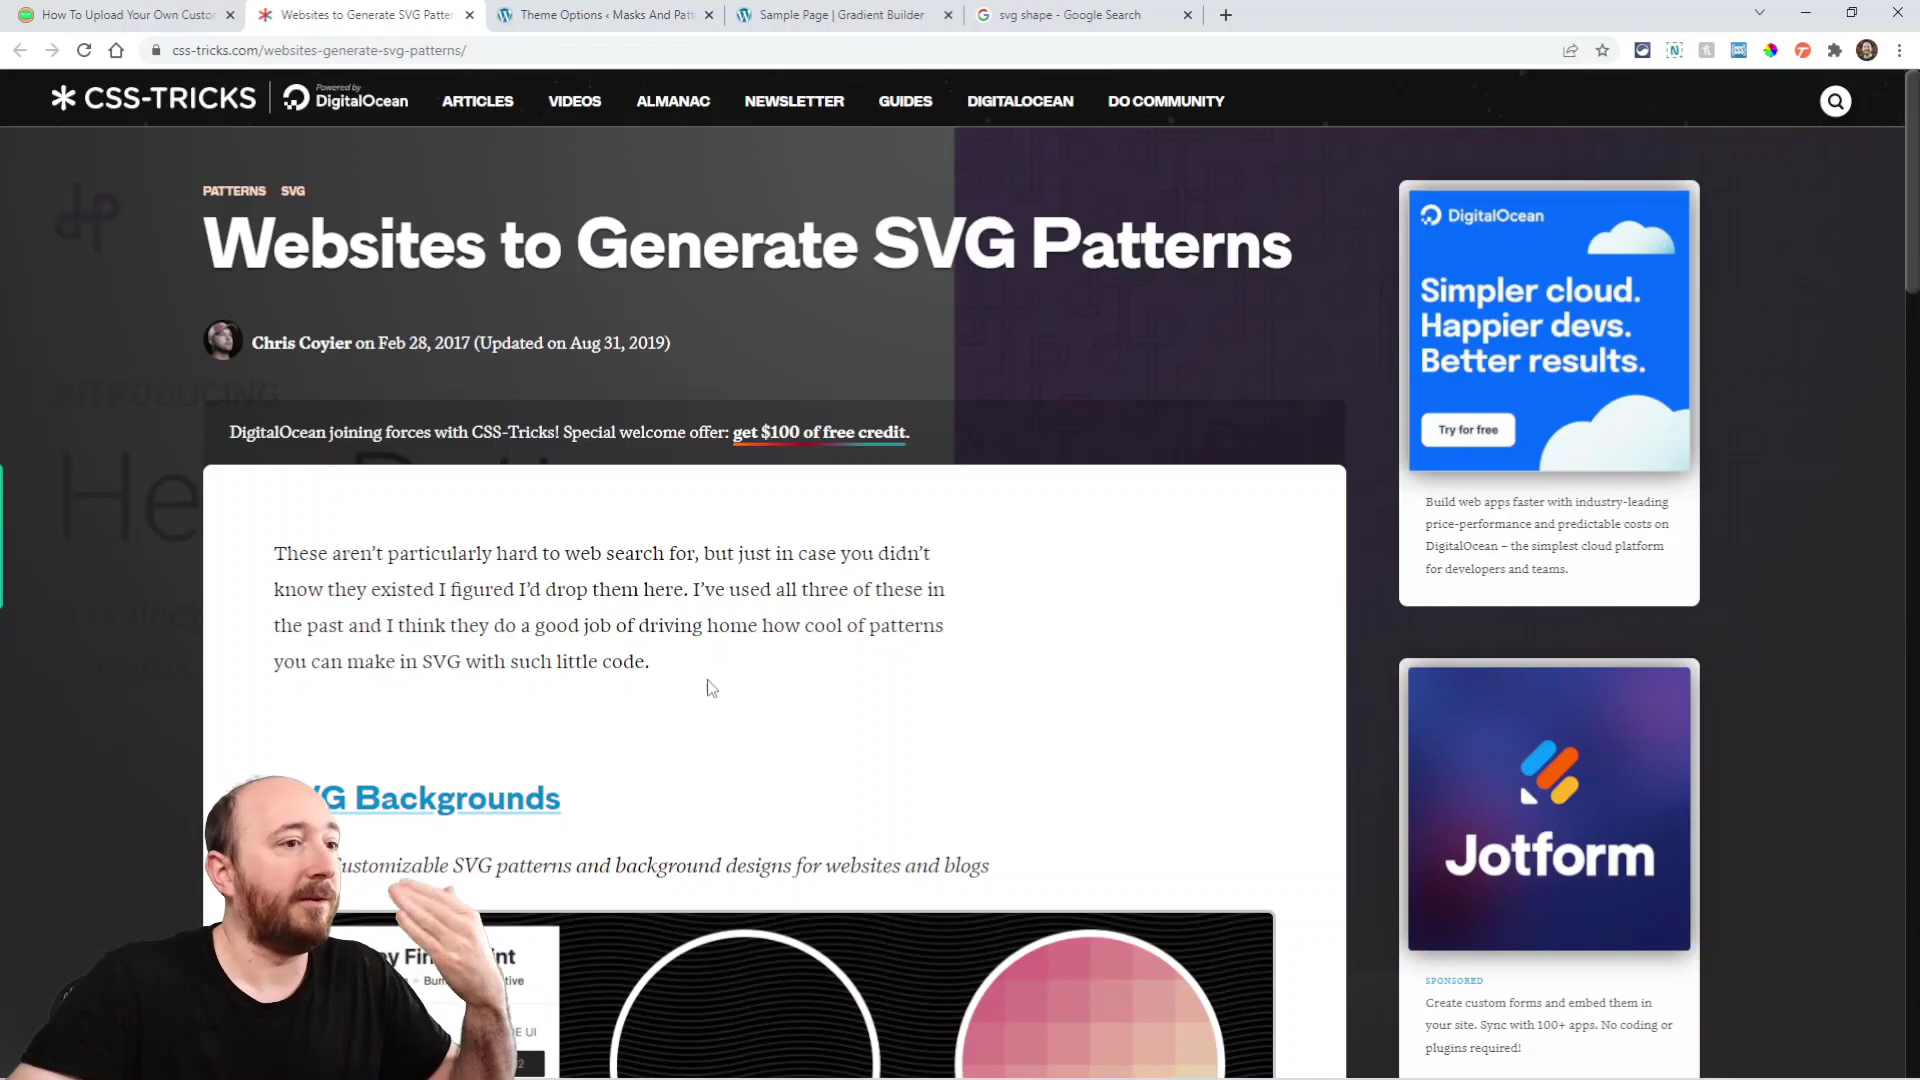 How To Upload Your Own Custo
Websites to Generate SVG Patter
Theme Options ‹ Masks And Patt
Sample Page | Gradient Builder
svg shape - Google Search
css-tricks.com/websites-generate-svg-patterns/
CSS-TRICKS
Powered by
DigitalOcean
ARTICLES
VIDEOS
ALMANAC
NEWSLETTER
GUIDES
DIGITALOCEAN
DO COMMUNITY
PATTERNS SVG
Websites to Generate SVG Patterns
Chris Coyier on Feb 28, 2017 (Updated on Aug 31, 2019)
INTRODUCING
DigitalOcean joining forces with CSS-Tricks! Special welcome offer: get $100 of free credit.
These aren't particularly hard to web search for, but just in case you didn't
know they existed I figured I'd drop them here. I've used all three of these in
the past and I think they do a good job of driving home how cool of patterns
you can make in SVG with such little code.
VG Backgrounds
ustomizable SVG patterns and background designs for websites and blogs
DigitalOcean
Simpler cloud.
Happier devs.
Better results.
Try for free
Build web apps faster with industry-leading
price-performance and predictable costs on
DigitalOcean – the simplest cloud platform
for developers and teams.
Jotform
SPONSORED
Create custom forms and embed them in
your site. Sync with 100+ apps. No coding or
plugins required!